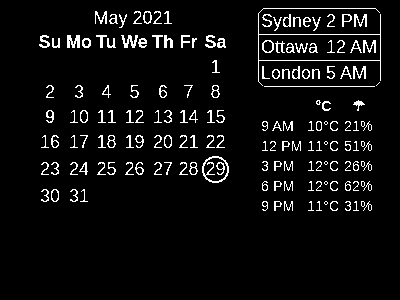 May 2021
Su Mo Tu We Th Fr Sa
1
2 3 4 5 6 7 8
9 10 11 12 13 14 15
16 17 18 19 20 21 22
23 24 25 26 27 28 29
30 31
Sydney 2 PM
Ottawa 12 AM
London 5 AM
°C ☂
9 AM 10°C 21%
12 PM 11°C 51%
3 PM 12°C 26%
6 PM 12°C 62%
9 PM 11°C 31%